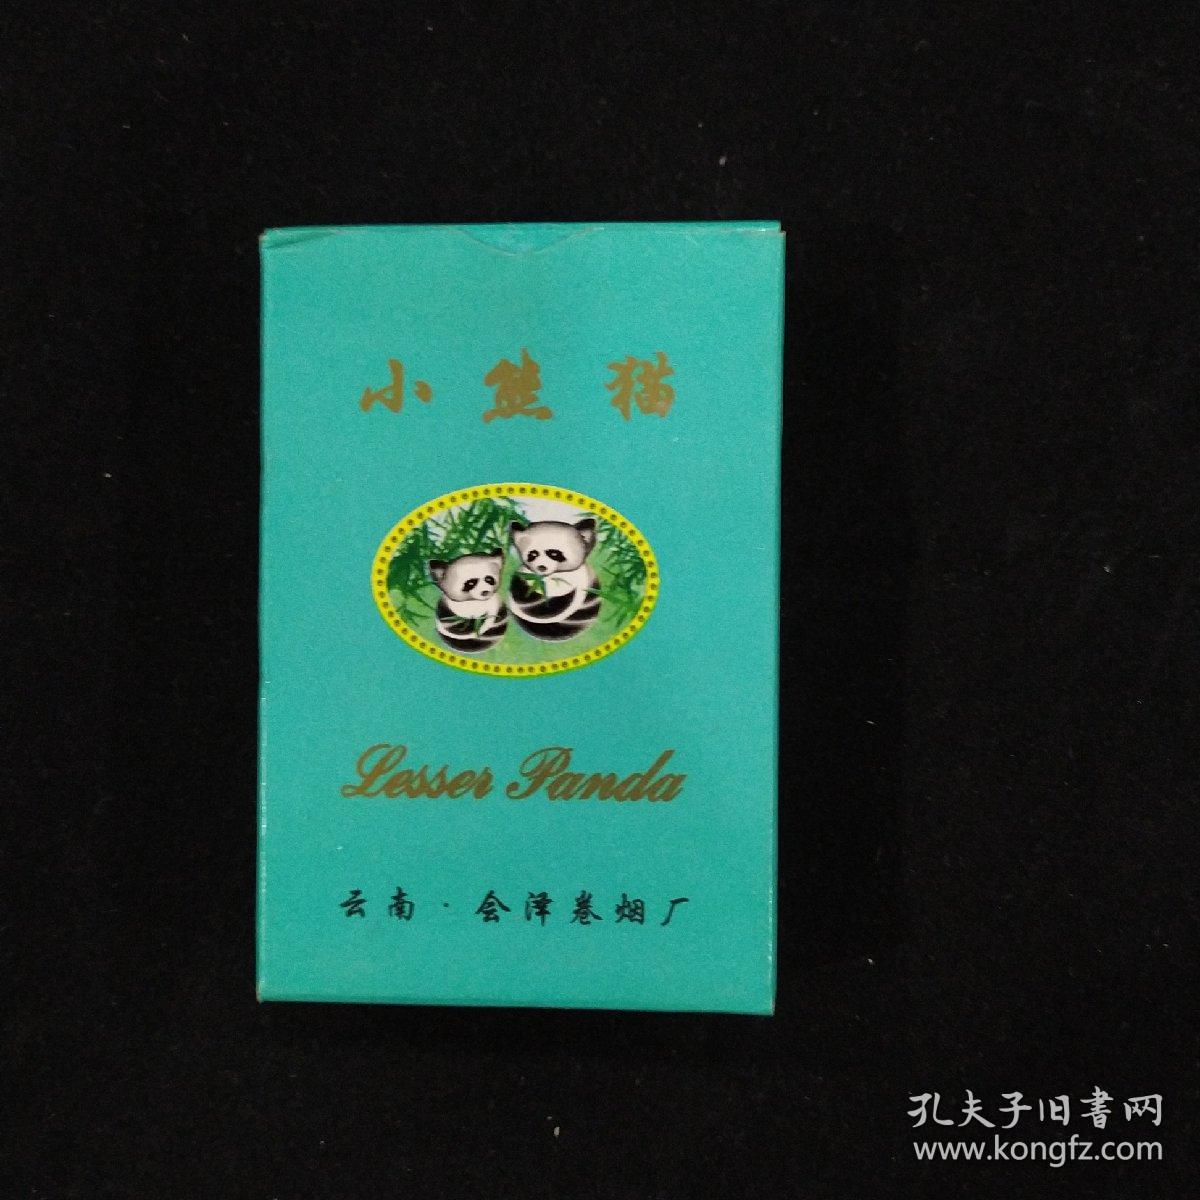 小熊猫
Lesser Panda
云南·会泽卷烟厂
孔夫子旧書网
www.kongfz.com